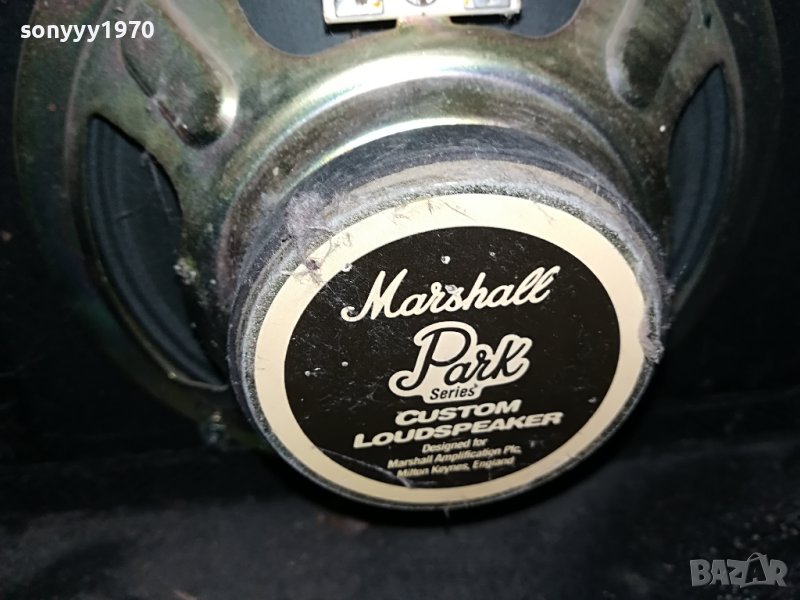 sonyyy1970
Marshall
Park
Series
CUSTOM
LOUDSPEAKER
Designed for
Marshall Amplification Plc,
Milton Keynes, England
BAZAR